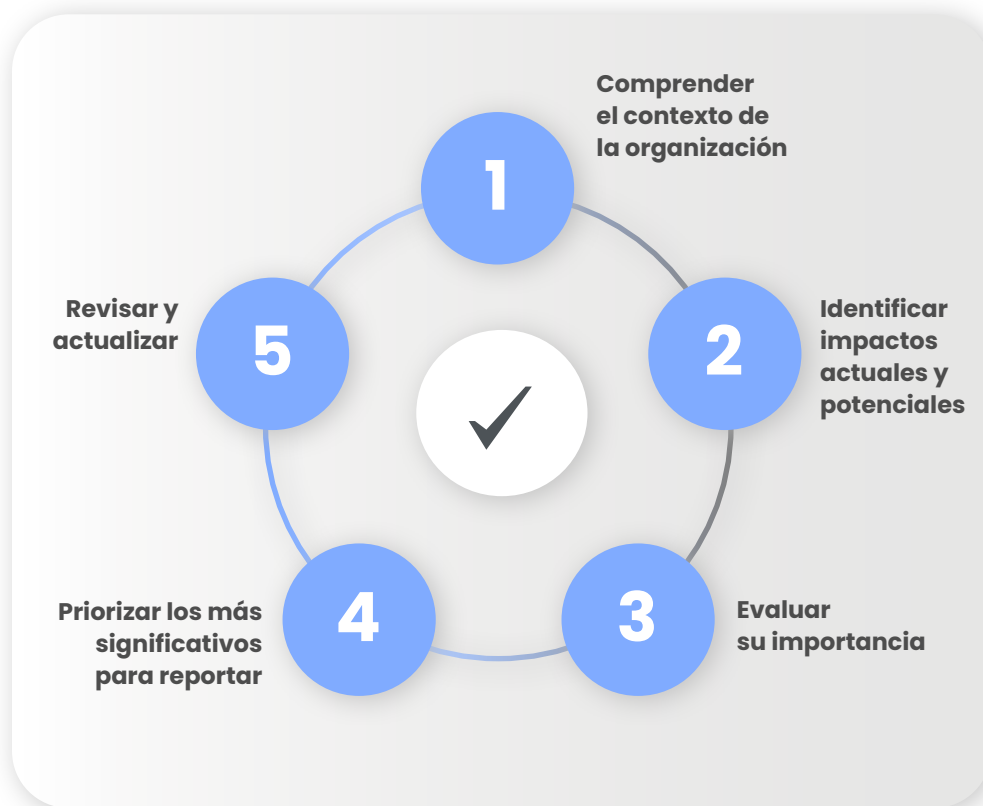 1
Comprender
el contexto de
la organización
2
Identificar
impactos
actuales y
potenciales
3
Evaluar
su importancia
4
Priorizar los más
significativos
para reportar
5
Revisar y
actualizar